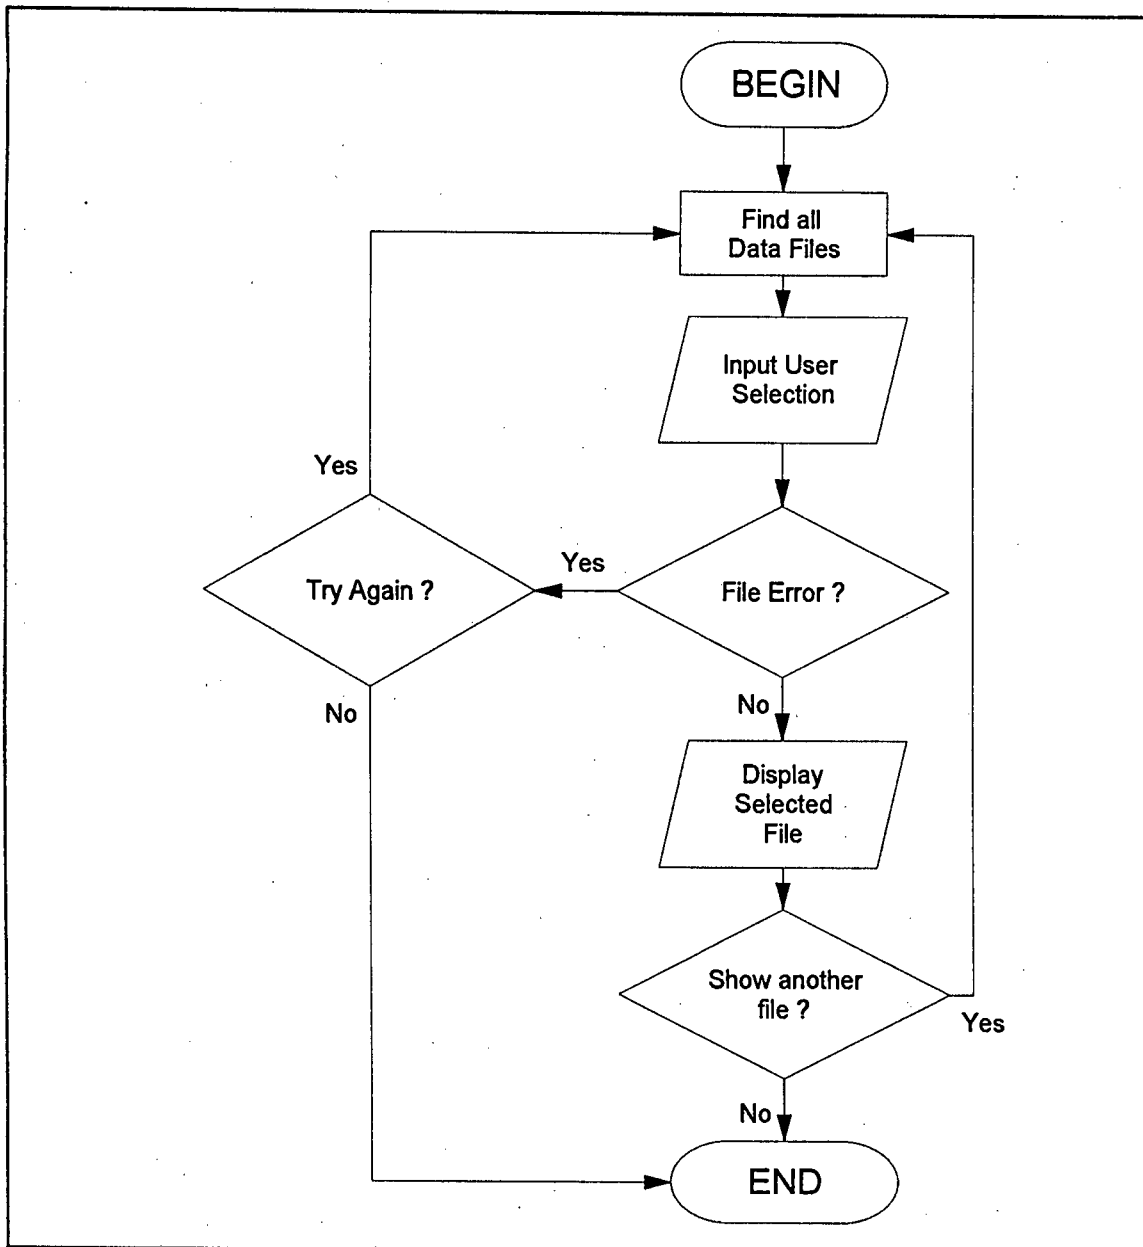 BEGIN
Find all
Data Files
Input User
Selection
Yes
Try Again ?
Yes
File Error ?
No
No
Display
Selected
File
Show another
file ?
Yes
No
END